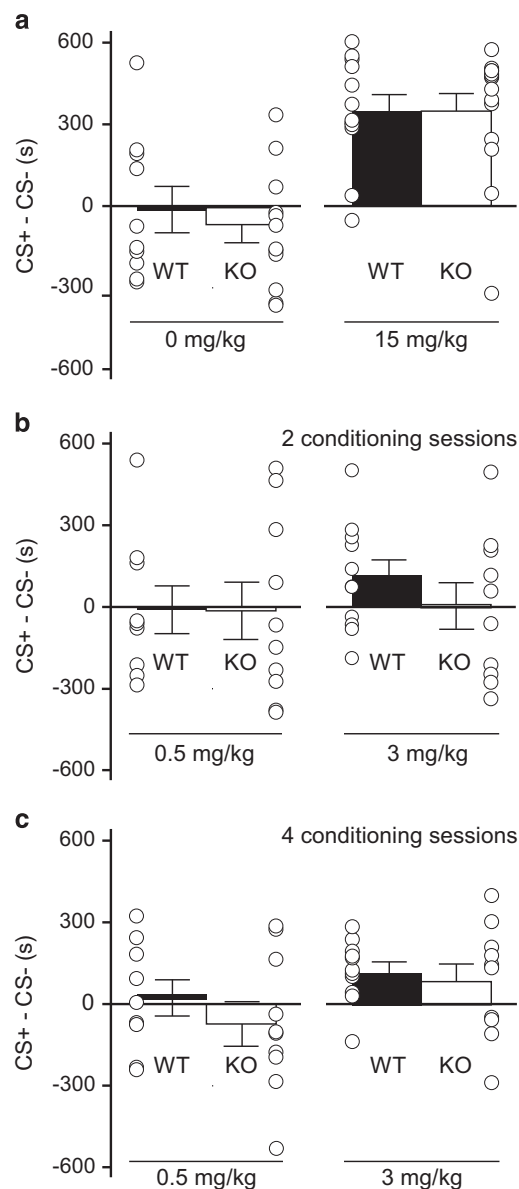 a
600
300
0
-300
-600
CS+ - CS- (s)
WT KO WT KO
0 mg/kg 15 mg/kg
b
2 conditioning sessions
600
300
0
-300
-600
CS+ - CS- (s)
WT KO WT KO
0.5 mg/kg 3 mg/kg
c
4 conditioning sessions
600
300
0
-300
-600
CS+ - CS- (s)
WT KO WT KO
0.5 mg/kg 3 mg/kg